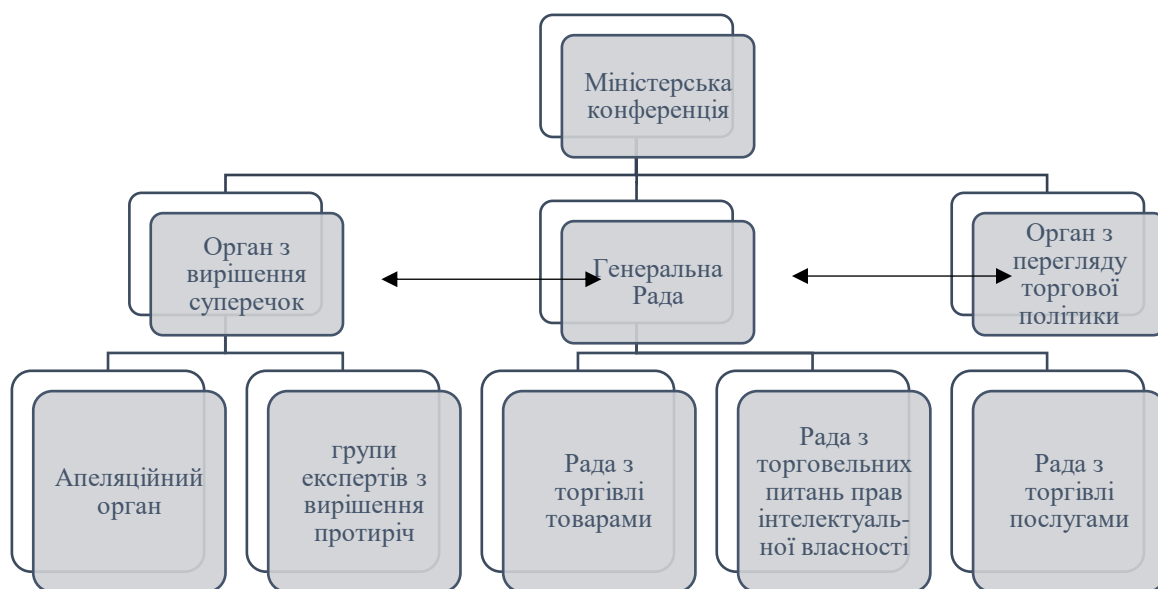 Міністерська
конференція
Орган з
вирішення
суперечок
Генеральна
Рада
Орган з
перегляду
торгової
політики
Апеляційний
орган
групи
експертів з
вирішення
протиріч
Рада з
торгівлі
товарами
Рада з
торговельних
питань прав
інтелектуаль-
ної власності
Рада з
торгівлі
послугами